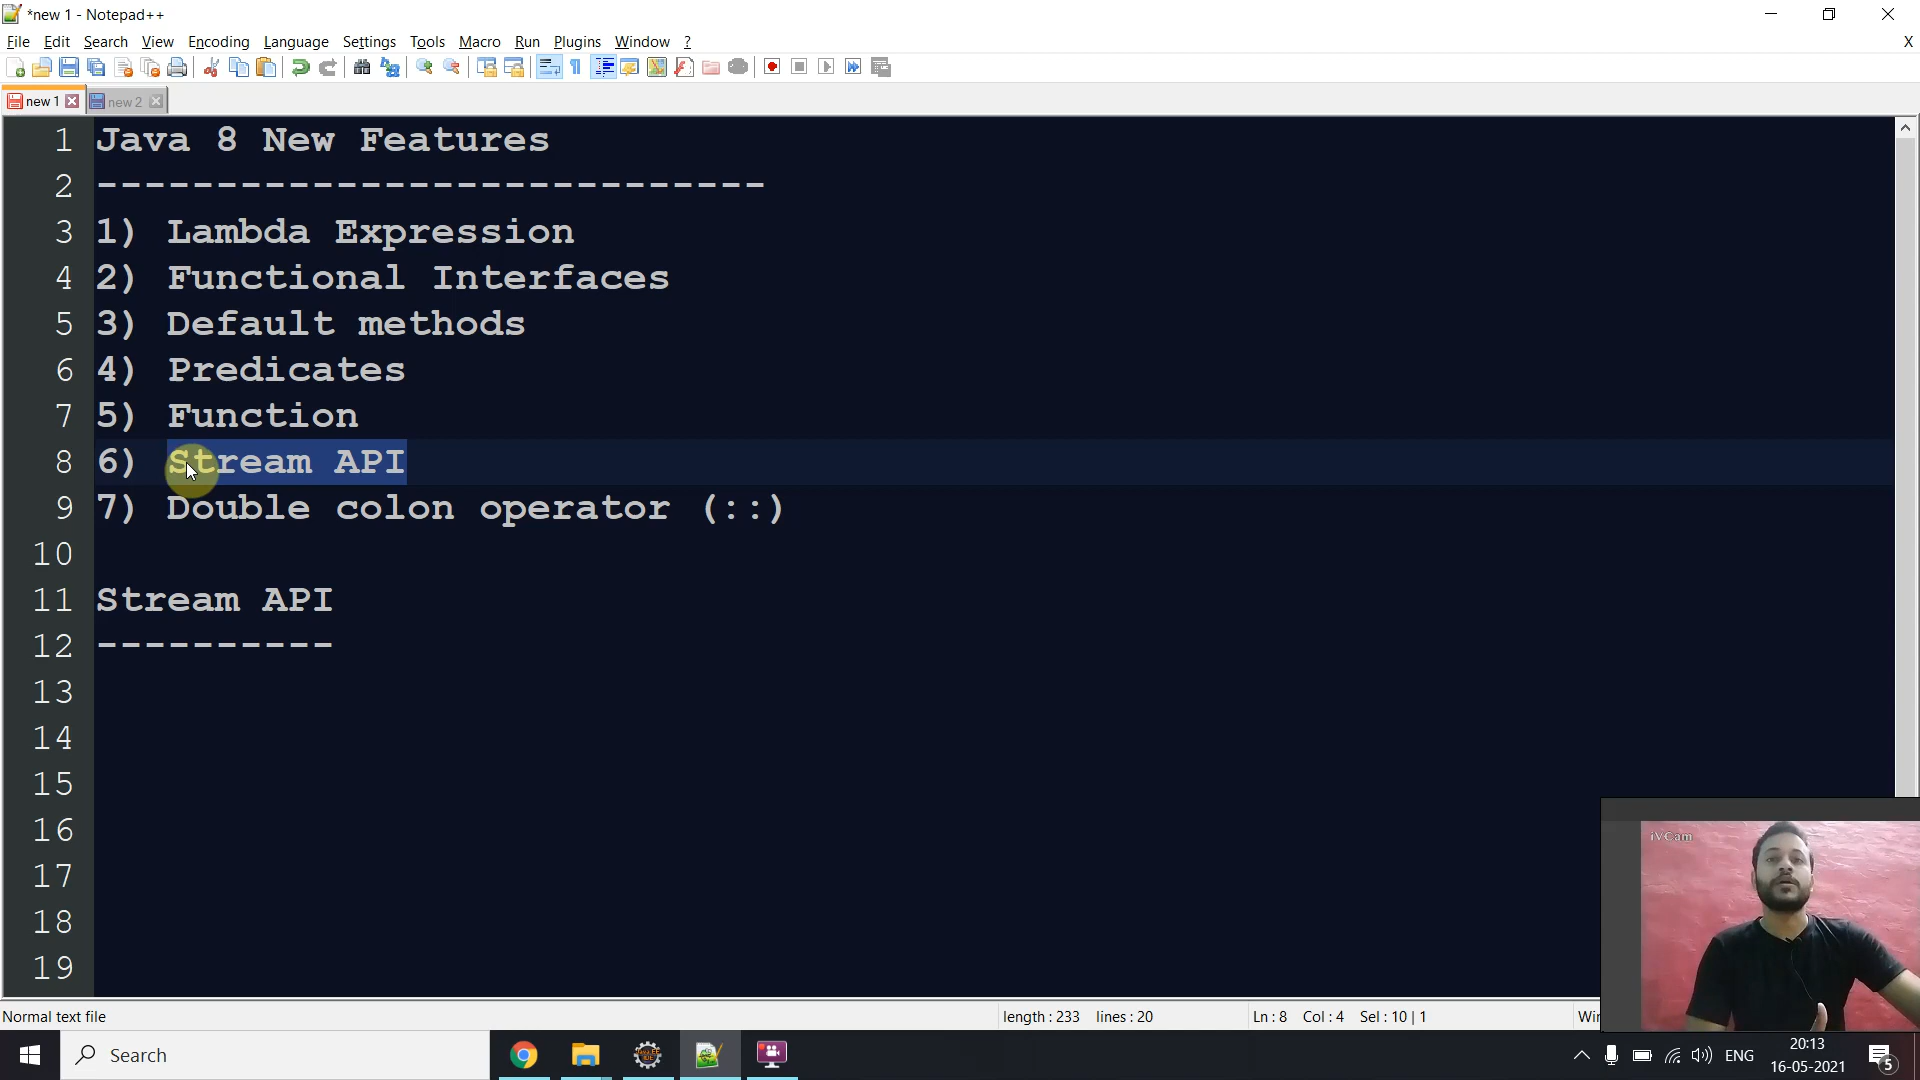 *new 1 - Notepad++
File Edit Search View Encoding Language Settings Tools Macro Run Plugins Window ?
X
new 1
new 2
1 Java 8 New Features
2 ----------------------------
3 1) Lambda Expression
4 2) Functional Interfaces
5 3) Default methods
6 4) Predicates
7 5) Function
8 6) Stream API
9 7) Double colon operator (::)
10
11 Stream API
12 ----------
13
14
15
16
17
18
19
iVCam
Normal text file
length : 233 lines : 20
Ln : 8 Col : 4 Sel : 10 | 1
Search
ENG
20:13
16-05-2021
5